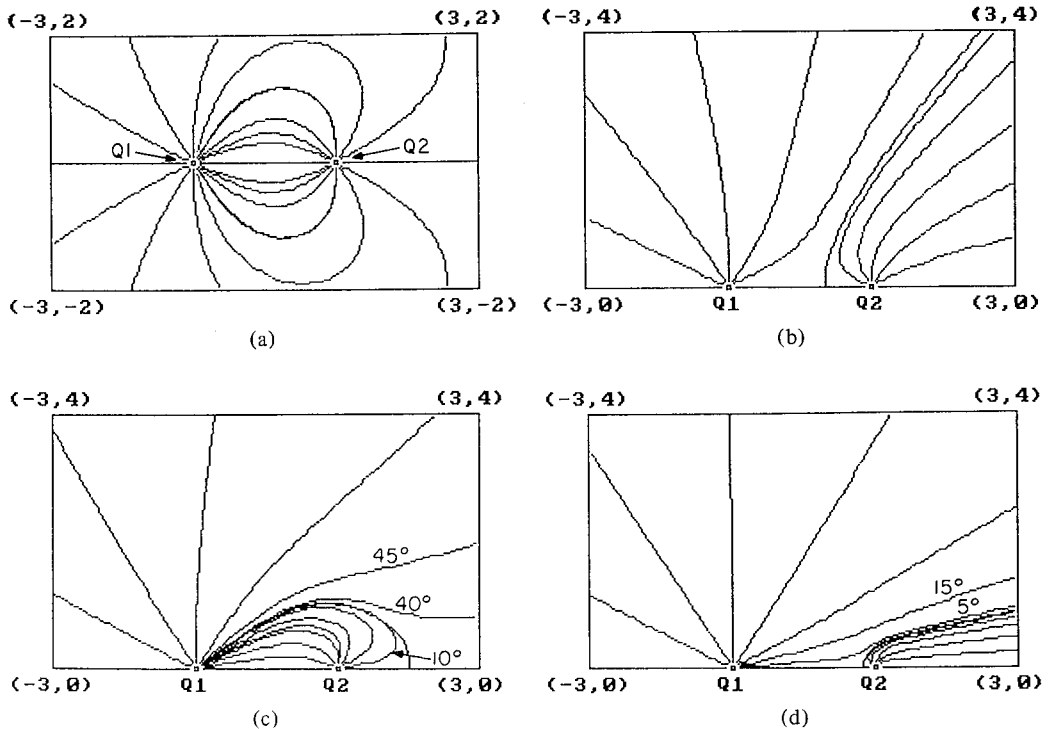 (-3,2) (3,2)
Q1 Q2
(-3,-2) (3,-2)
(a)
(-3,4) (3,4)
(-3,0) Q1 Q2 (3,0)
(b)
(-3,4) (3,4)
45°
40°
10°
(-3,0) Q1 Q2 (3,0)
(c)
(-3,4) (3,4)
15°
5°
(-3,0) Q1 Q2 (3,0)
(d)